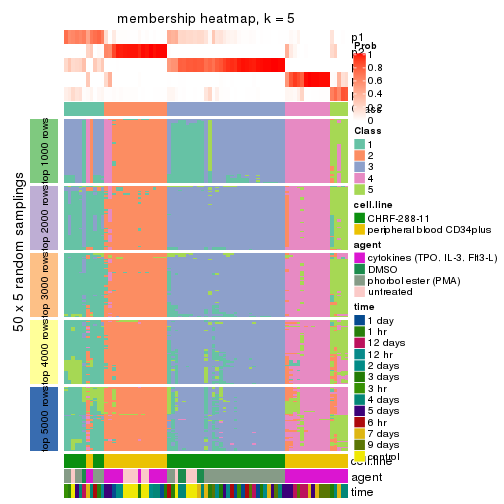 membership heatmap, k = 5
p1
Prob
1
0.8
0.6
0.4
0.2
0
Class
1
2
3
4
5
cell.line
CHRF-288-11
peripheral blood CD34plus
agent
cytokines (TPO. IL-3. Flt3-L)
DMSO
phorbol ester (PMA)
untreated
time
1 day
1 hr
12 days
12 hr
2 days
3 days
3 hr
4 days
5 days
6 hr
7 days
9 days
control
50 x 5 random samplings
top 1000 rows
top 2000 rows
top 3000 rows
top 4000 rows
top 5000 rows
cell.line
agent
time